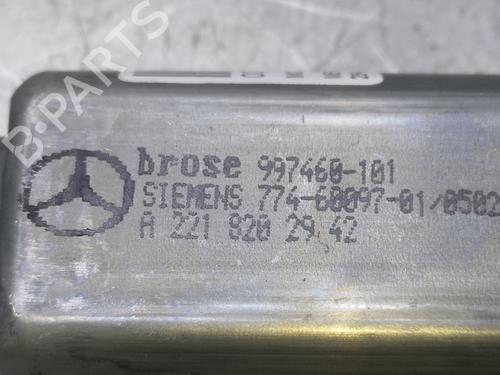 B-PARTS
brose 997460-101
SIEMENS 774-60097-01/0502
A 221 820 29 42